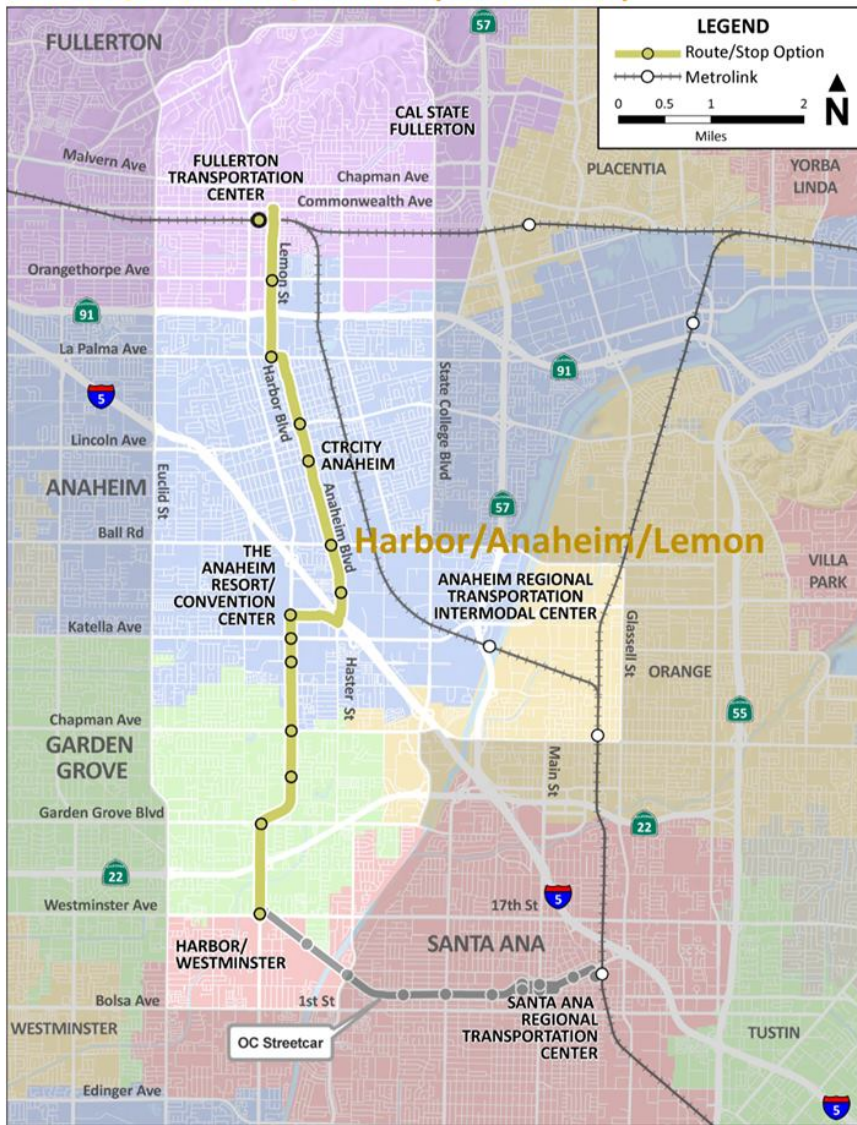 LEGEND
Route/Stop Option
Metrolink
0 0.5 1 2
Miles
N
57
FULLERTON
CAL STATE
FULLERTON
FULLERTON
TRANSPORTATION
CENTER
Malvern Ave
Chapman Ave
Commonwealth Ave
PLACENTIA
YORBA
LINDA
Orangethorpe Ave
Lemon St
91
La Palma Ave
Harbor Blvd
State College Blvd
91
5
Lincoln Ave
CTRCITY
ANAHEIM
ANAHEIM
Euclid St
Anaheim Blvd
57
Ball Rd
Harbor/Anaheim/Lemon
THE
ANAHEIM
RESORT/
CONVENTION
CENTER
ANAHEIM REGIONAL
TRANSPORTATION
INTERMODAL CENTER
VILLA
PARK
Katella Ave
Haster St
Glassell St
ORANGE
55
Chapman Ave
GARDEN
GROVE
Main St
Garden Grove Blvd
22
22
Westminster Ave
17th St
5
HARBOR/
WESTMINSTER
SANTA ANA
Bolsa Ave
1st St
WESTMINSTER
OC Streetcar
SANTA ANA
REGIONAL
TRANSPORTATION
CENTER
TUSTIN
Edinger Ave
5